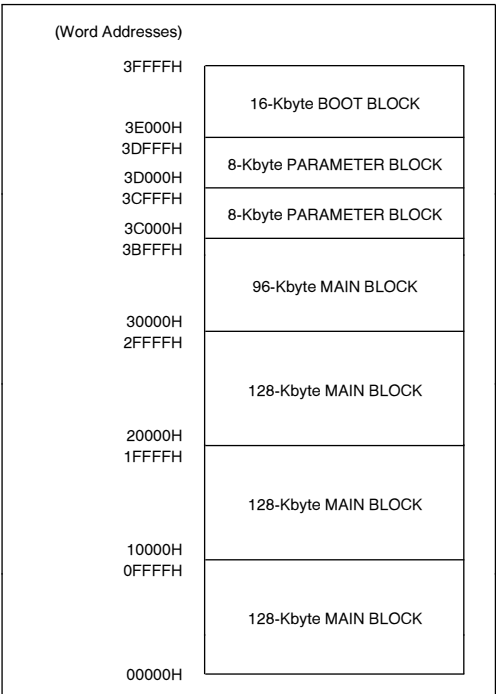 (Word Addresses)
3FFFFH
16-Kbyte BOOT BLOCK
3E000H
3DFFFH
8-Kbyte PARAMETER BLOCK
3D000H
3CFFFH
8-Kbyte PARAMETER BLOCK
3C000H
3BFFFH
96-Kbyte MAIN BLOCK
30000H
2FFFFH
128-Kbyte MAIN BLOCK
20000H
1FFFFH
128-Kbyte MAIN BLOCK
10000H
0FFFFH
128-Kbyte MAIN BLOCK
00000H